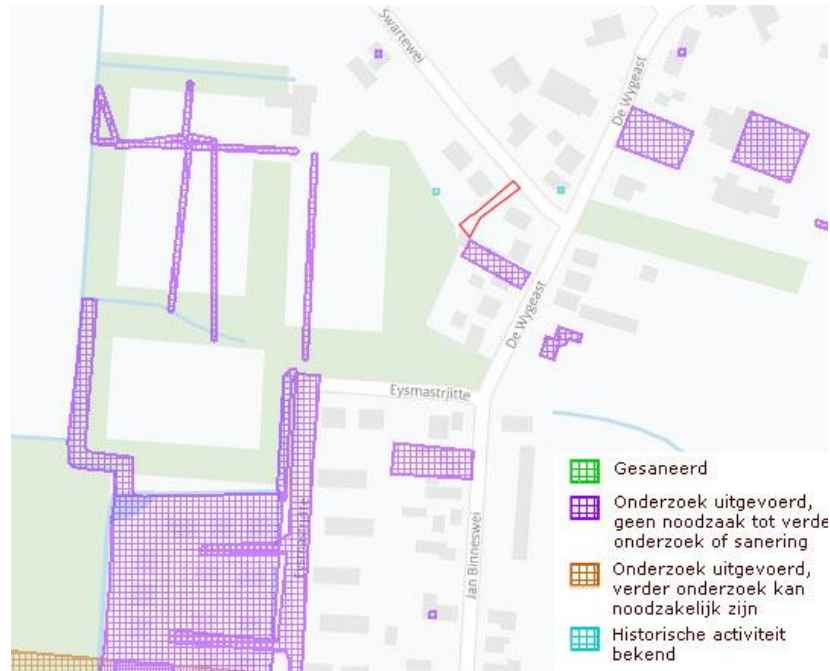 Swartewei
De Wygeast
De Wygeast
Eysmastrjitte
Eysmastrjitte
Jan Binneswei
Gesaneerd
Onderzoek uitgevoerd,
geen noodzaak tot verde
onderzoek of sanering
Onderzoek uitgevoerd,
verder onderzoek kan
noodzakelijk zijn
Historische activiteit
bekend